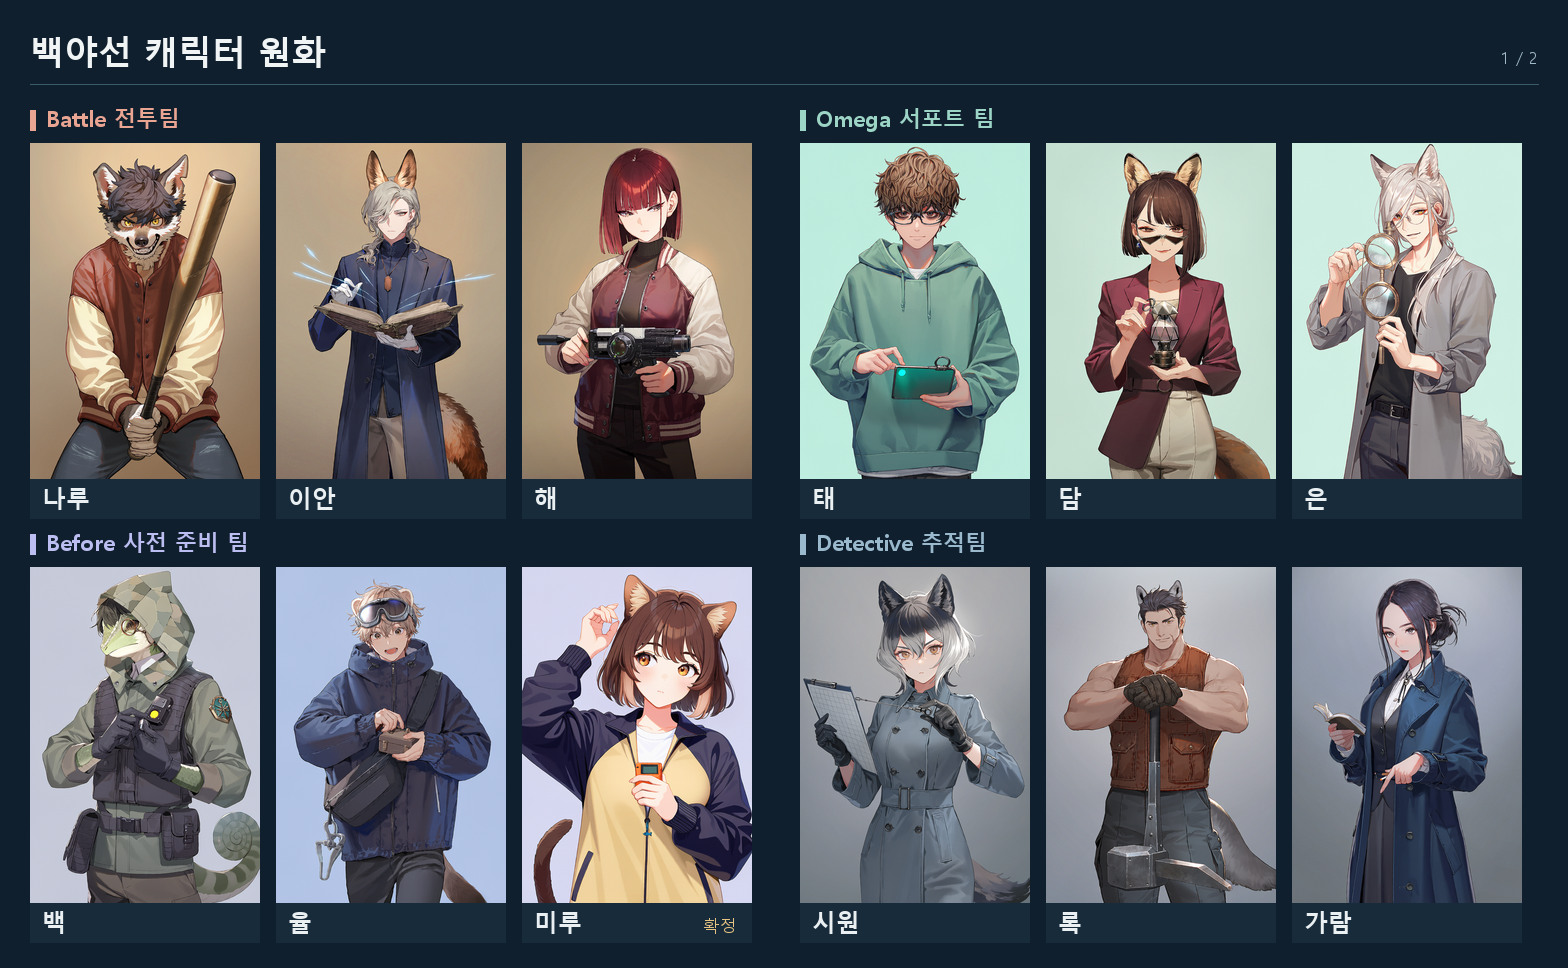 백야선 캐릭터 원화
1 / 2
Battle 전투팀
나루
이안
해
Omega 서포트 팀
태
담
은
Before 사전 준비 팀
백
율
미루
확정
Detective 추적팀
시원
록
가람